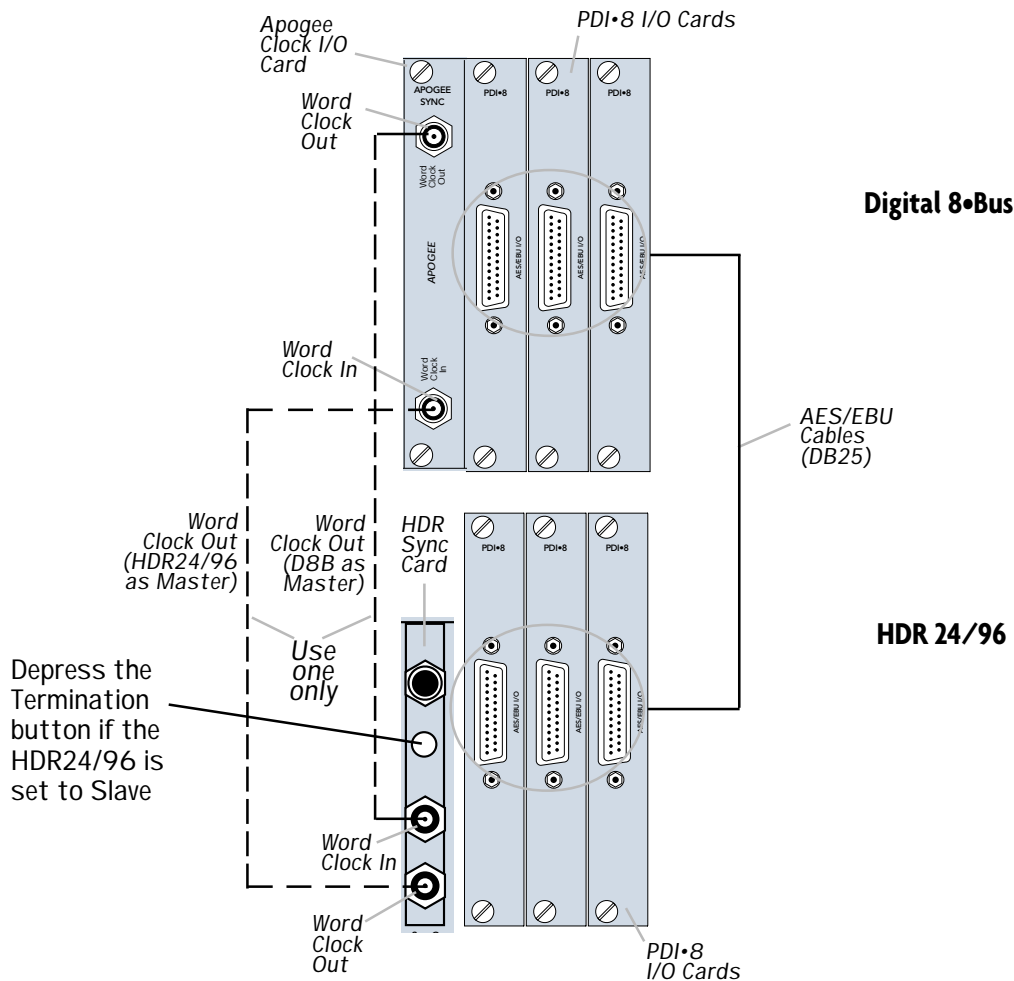 Apogee
Clock I/O
Card
PDI•8 I/O Cards
APOGEE
SYNC
PDI•8
PDI•8
PDI•8
Word
Clock
Out
Word
Clock
Out
Digital 8•Bus
AES/EBU I/O
AES/EBU I/O
AES/EBU I/O
APOGEE
Word
Clock In
Word
Clock
In
AES/EBU
Cables
(DB25)
Word
Clock Out
(HDR24/96
as Master)
Word
Clock Out
(D8B as
Master)
HDR
Sync
Card
PDI•8
PDI•8
PDI•8
HDR 24/96
Use
one
only
Depress the
Termination
button if the
HDR24/96 is
set to Slave
AES/EBU I/O
AES/EBU I/O
AES/EBU I/O
Word
Clock In
Word
Clock
Out
PDI•8
I/O Cards